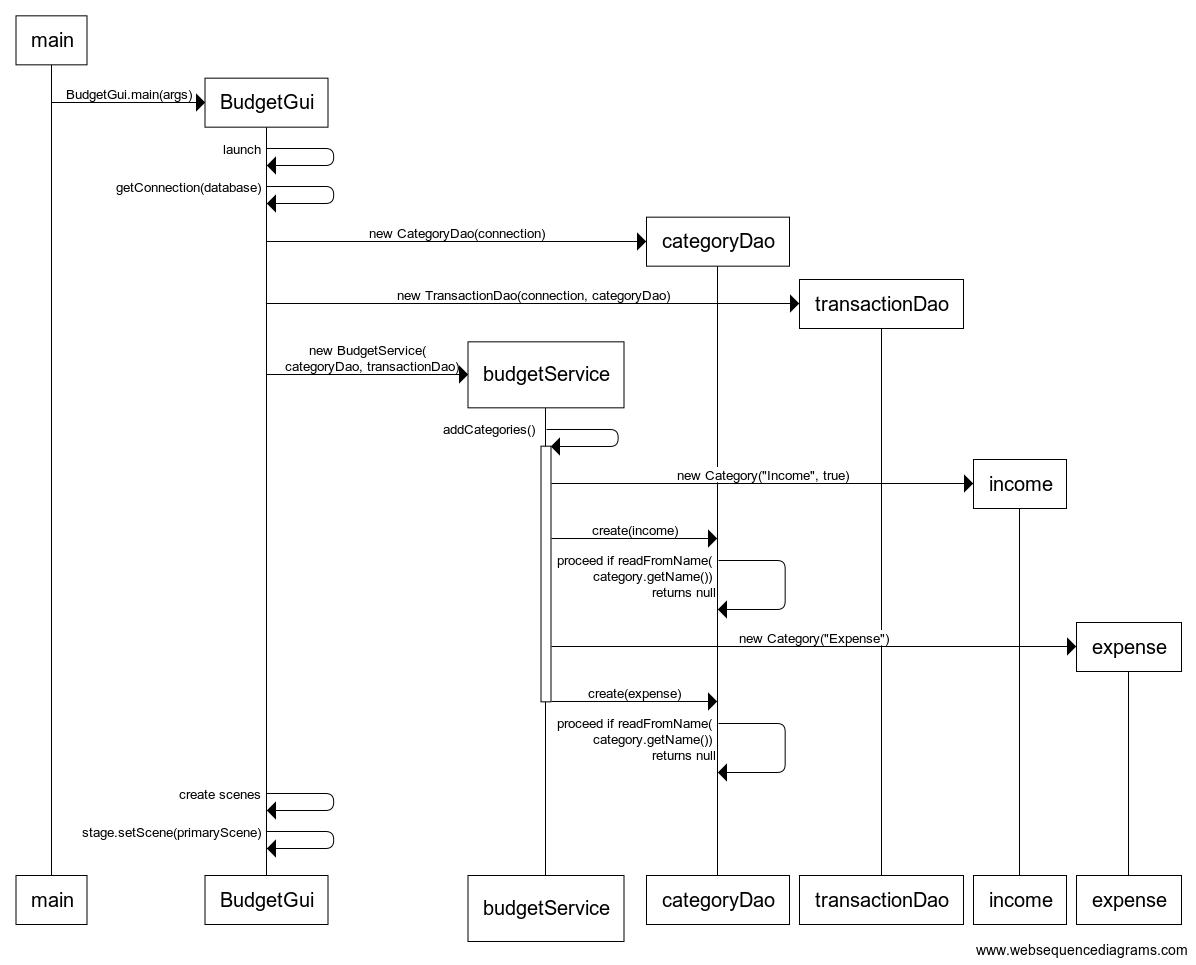 main
BudgetGui.main(args)
BudgetGui
launch
getConnection(database)
new CategoryDao(connection)
categoryDao
new TransactionDao(connection, categoryDao)
transactionDao
new BudgetService(
categoryDao, transactionDao)
budgetService
addCategories()
new Category("Income", true)
income
create(income)
proceed if readFromName(
category.getName())
returns null
new Category("Expense")
expense
create(expense)
proceed if readFromName(
category.getName())
returns null
create scenes
stage.setScene(primaryScene)
main
BudgetGui
budgetService
categoryDao
transactionDao
income
expense
www.websequencediagrams.com